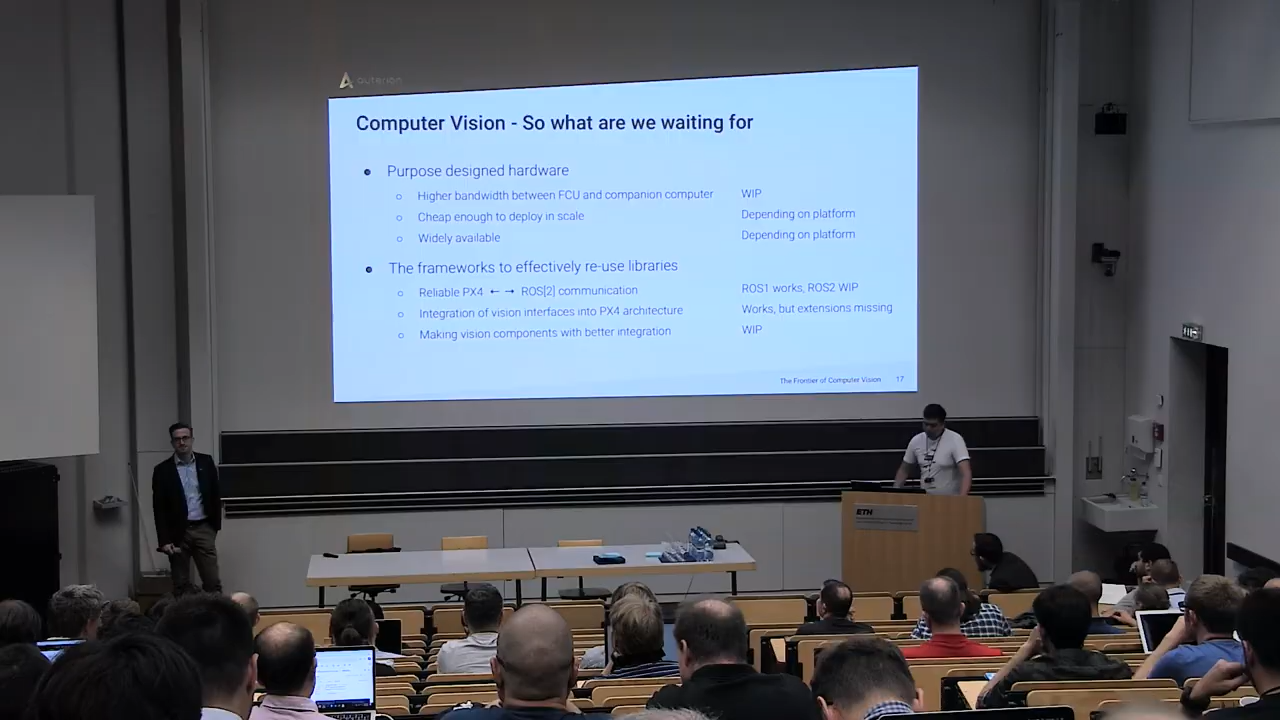 auterion
Computer Vision - So what are we waiting for
Purpose designed hardware
Higher bandwidth between FCU and companion computer WIP
Cheap enough to deploy in scale Depending on platform
Widely available Depending on platform
The frameworks to effectively re-use libraries
Reliable PX4 ← → ROS[2] communication ROS1 works, ROS2 WIP
Integration of vision interfaces into PX4 architecture Works, but extensions missing
Making vision components with better integration WIP
The Frontier of Computer Vision 17
ETH